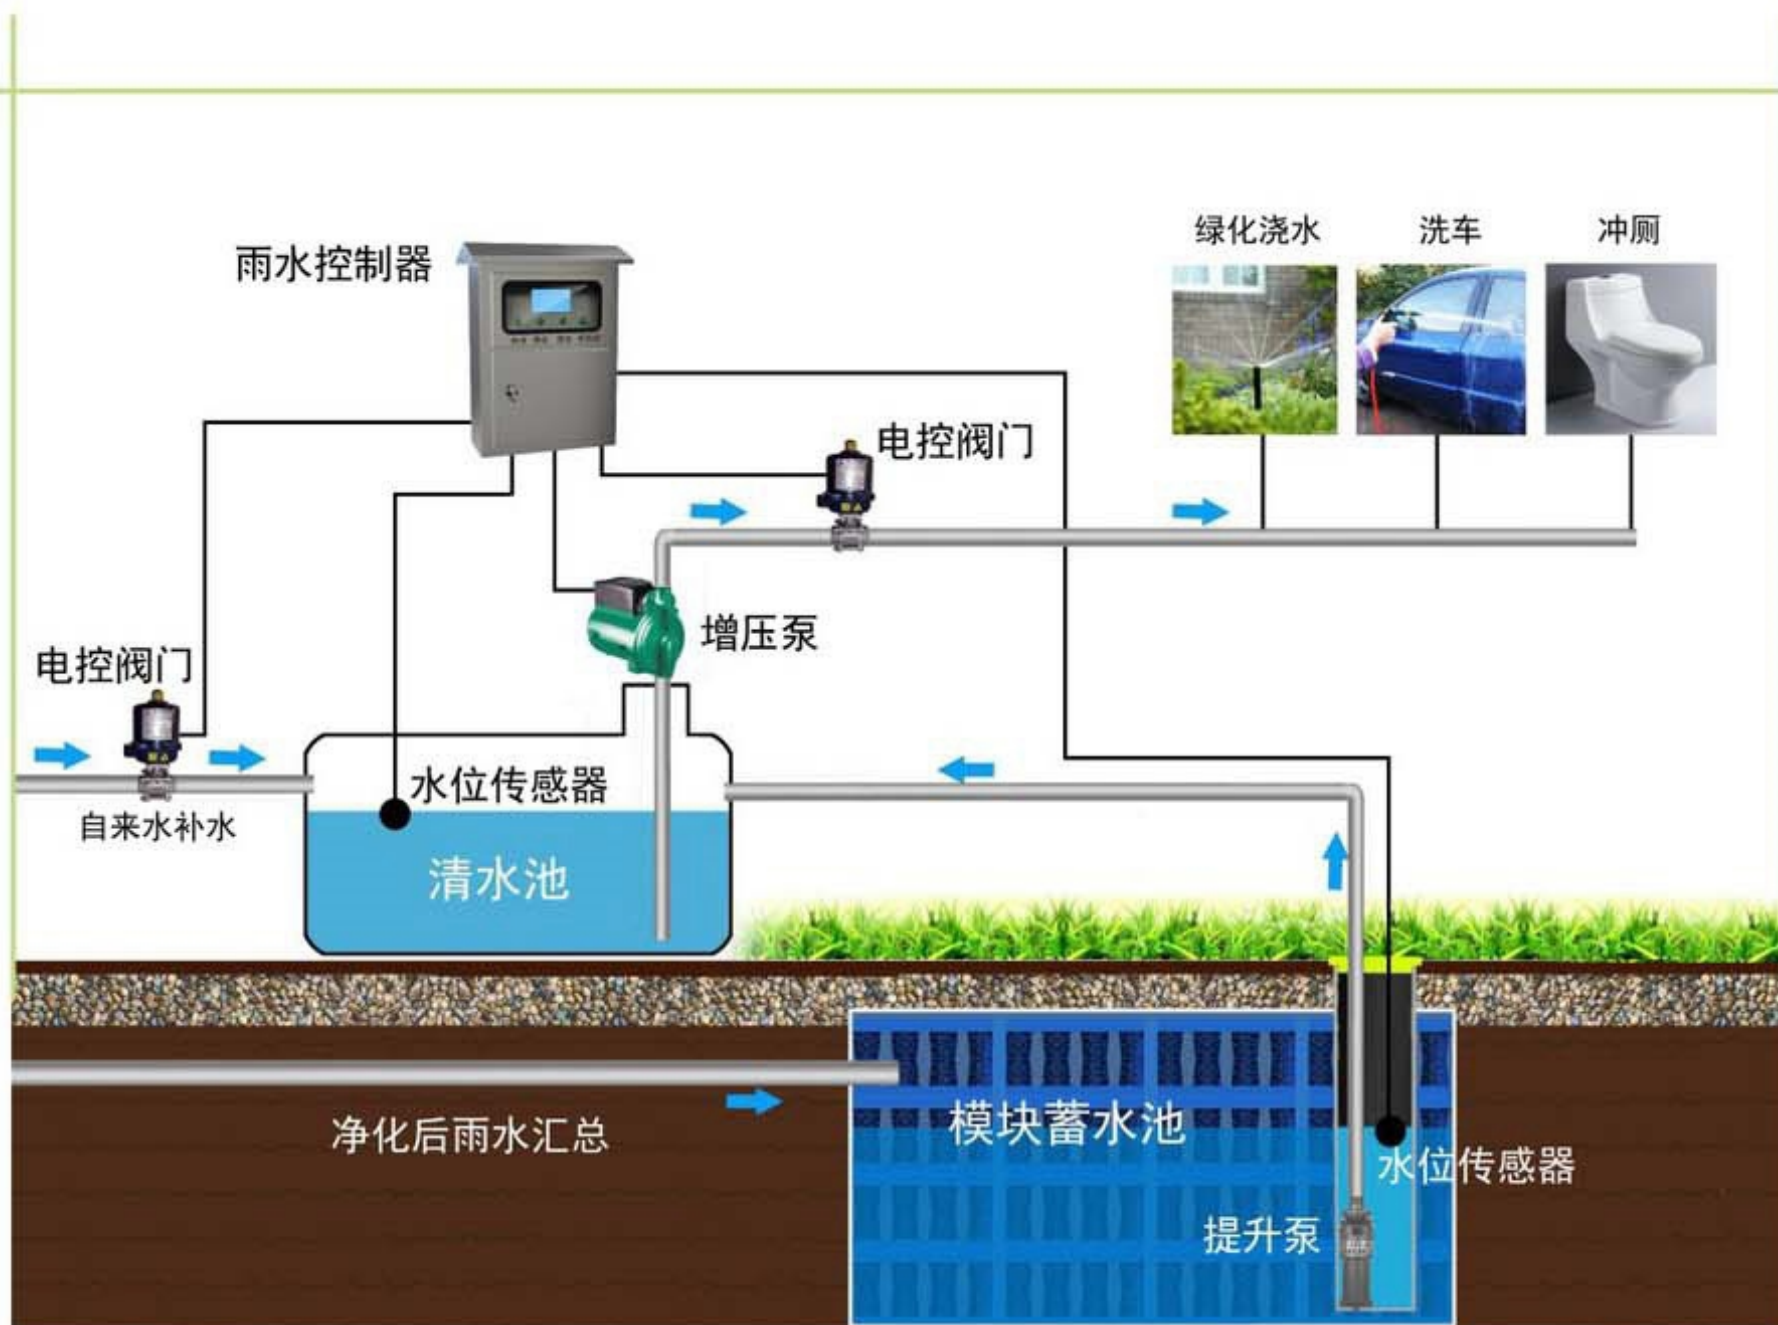 绿化浇水
洗车
冲厕
雨水控制器
电控阀门
增压泵
电控阀门
水位传感器
自来水补水
清水池
模块蓄水池
净化后雨水汇总
水位传感器
提升泵